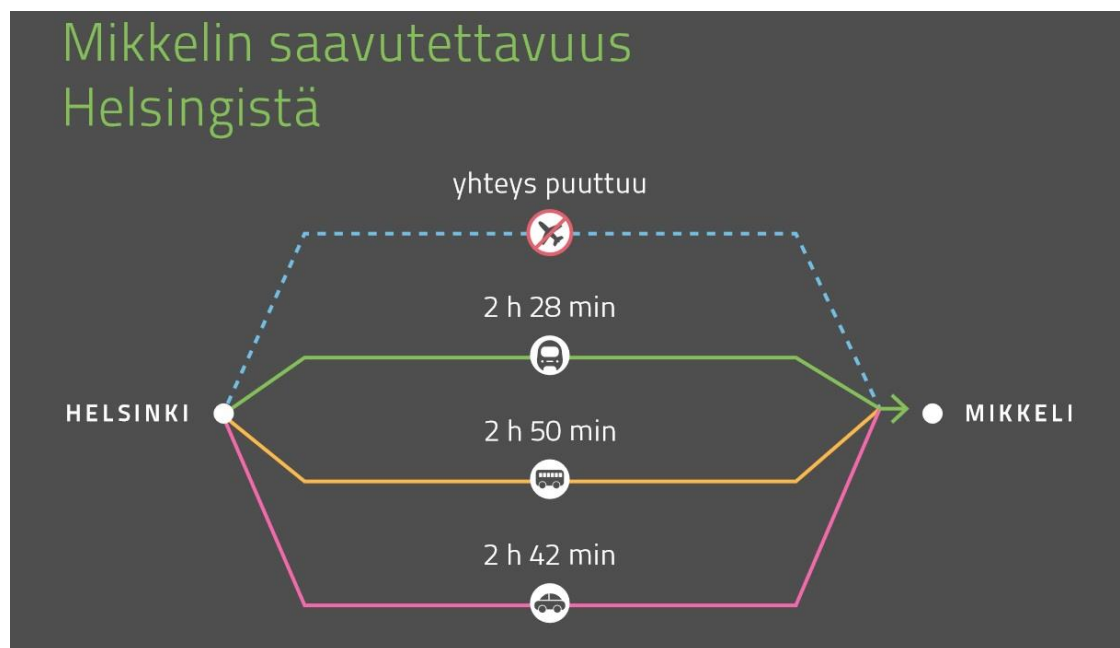 Mikkelin saavutettavuus
Helsingistä
yhteys puuttuu
2 h 28 min
HELSINKI
MIKKELI
2 h 50 min
2 h 42 min